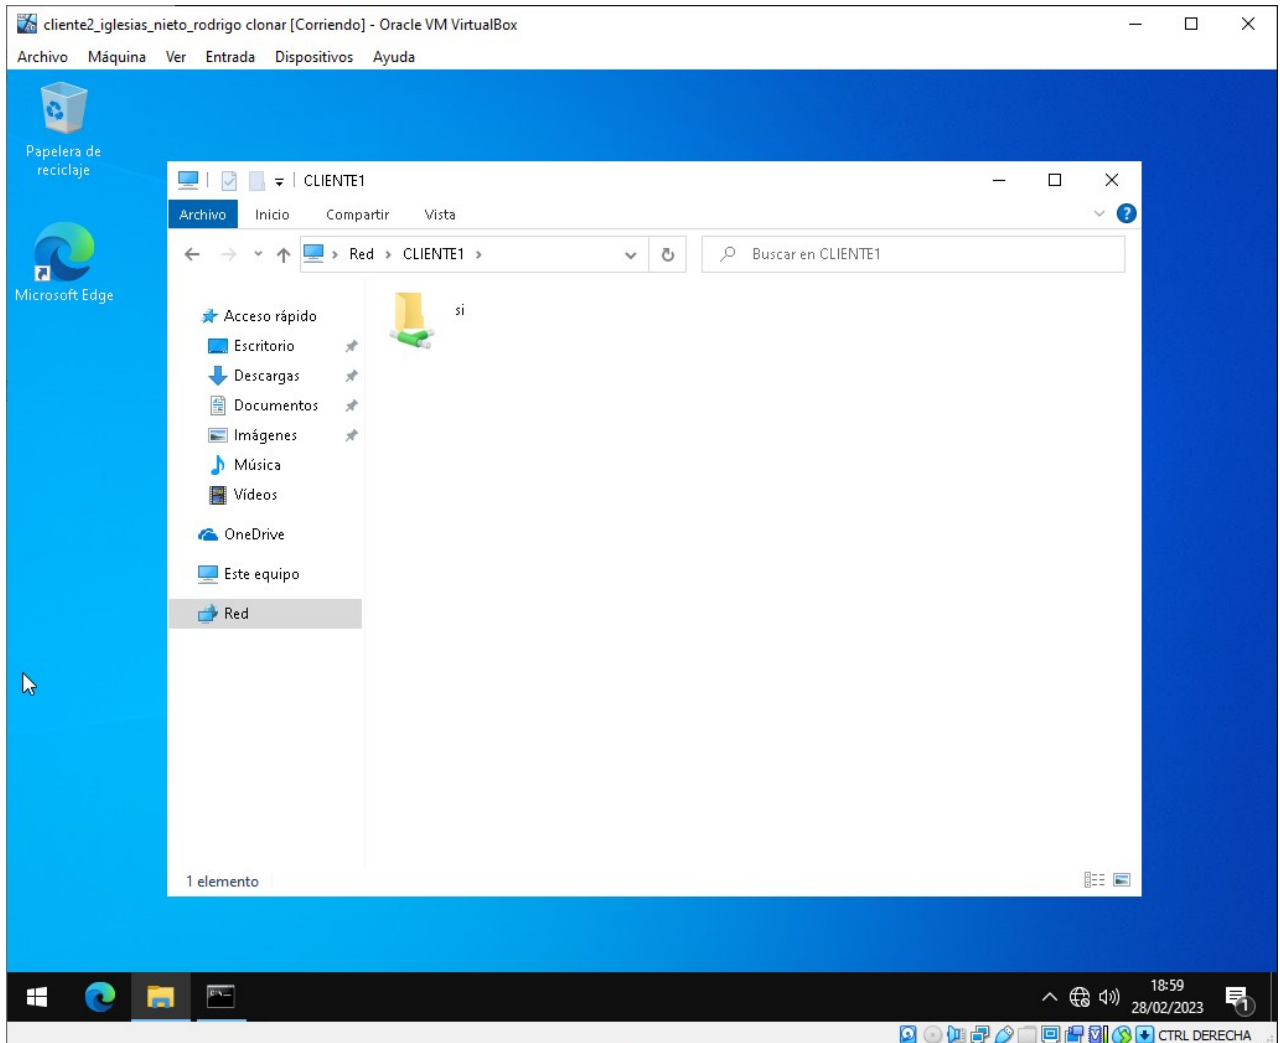 cliente2_iglesias_nieto_rodrigo clonar [Corriendo] - Oracle VM VirtualBox
Archivo Máquina Ver Entrada Dispositivos Ayuda
Papelera de
reciclaje
Microsoft Edge
CLIENTE1
Archivo Inicio Compartir Vista
Red > CLIENTE1 >
Buscar en CLIENTE1
Acceso rápido
Escritorio
Descargas
Documentos
Imágenes
Música
Vídeos
OneDrive
Este equipo
Red
si
1 elemento
18:59
28/02/2023
1
CTRL DERECHA